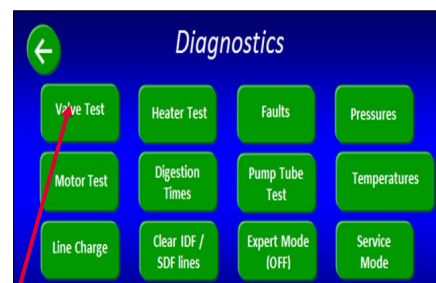 Diagnostics
Valve Test
Heater Test
Faults
Pressures
Motor Test
Digestion
Times
Pump Tube
Test
Temperatures
Line Charge
Clear IDF /
SDF lines
Expert Mode
(OFF)
Service
Mode